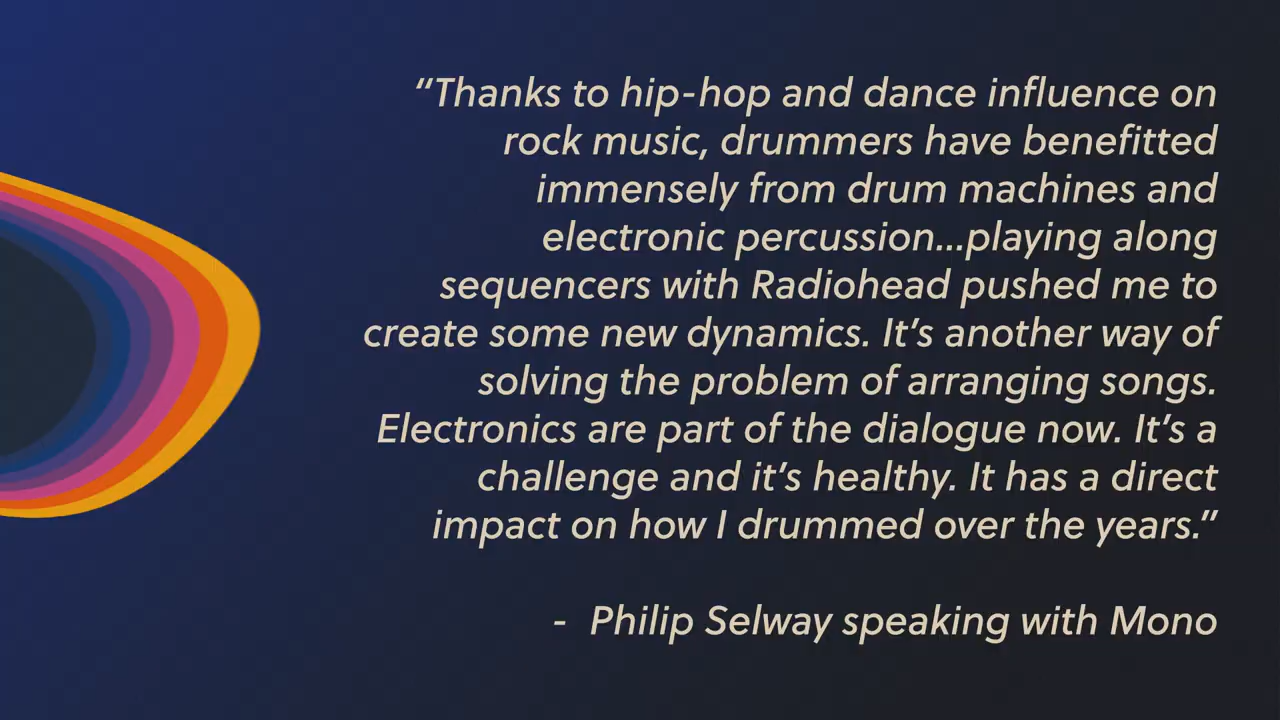 “Thanks to hip-hop and dance influence on
rock music, drummers have benefitted
immensely from drum machines and
electronic percussion...playing along
sequencers with Radiohead pushed me to
create some new dynamics. It’s another way of
solving the problem of arranging songs.
Electronics are part of the dialogue now. It’s a
challenge and it’s healthy. It has a direct
impact on how I drummed over the years.”
- Philip Selway speaking with Mono